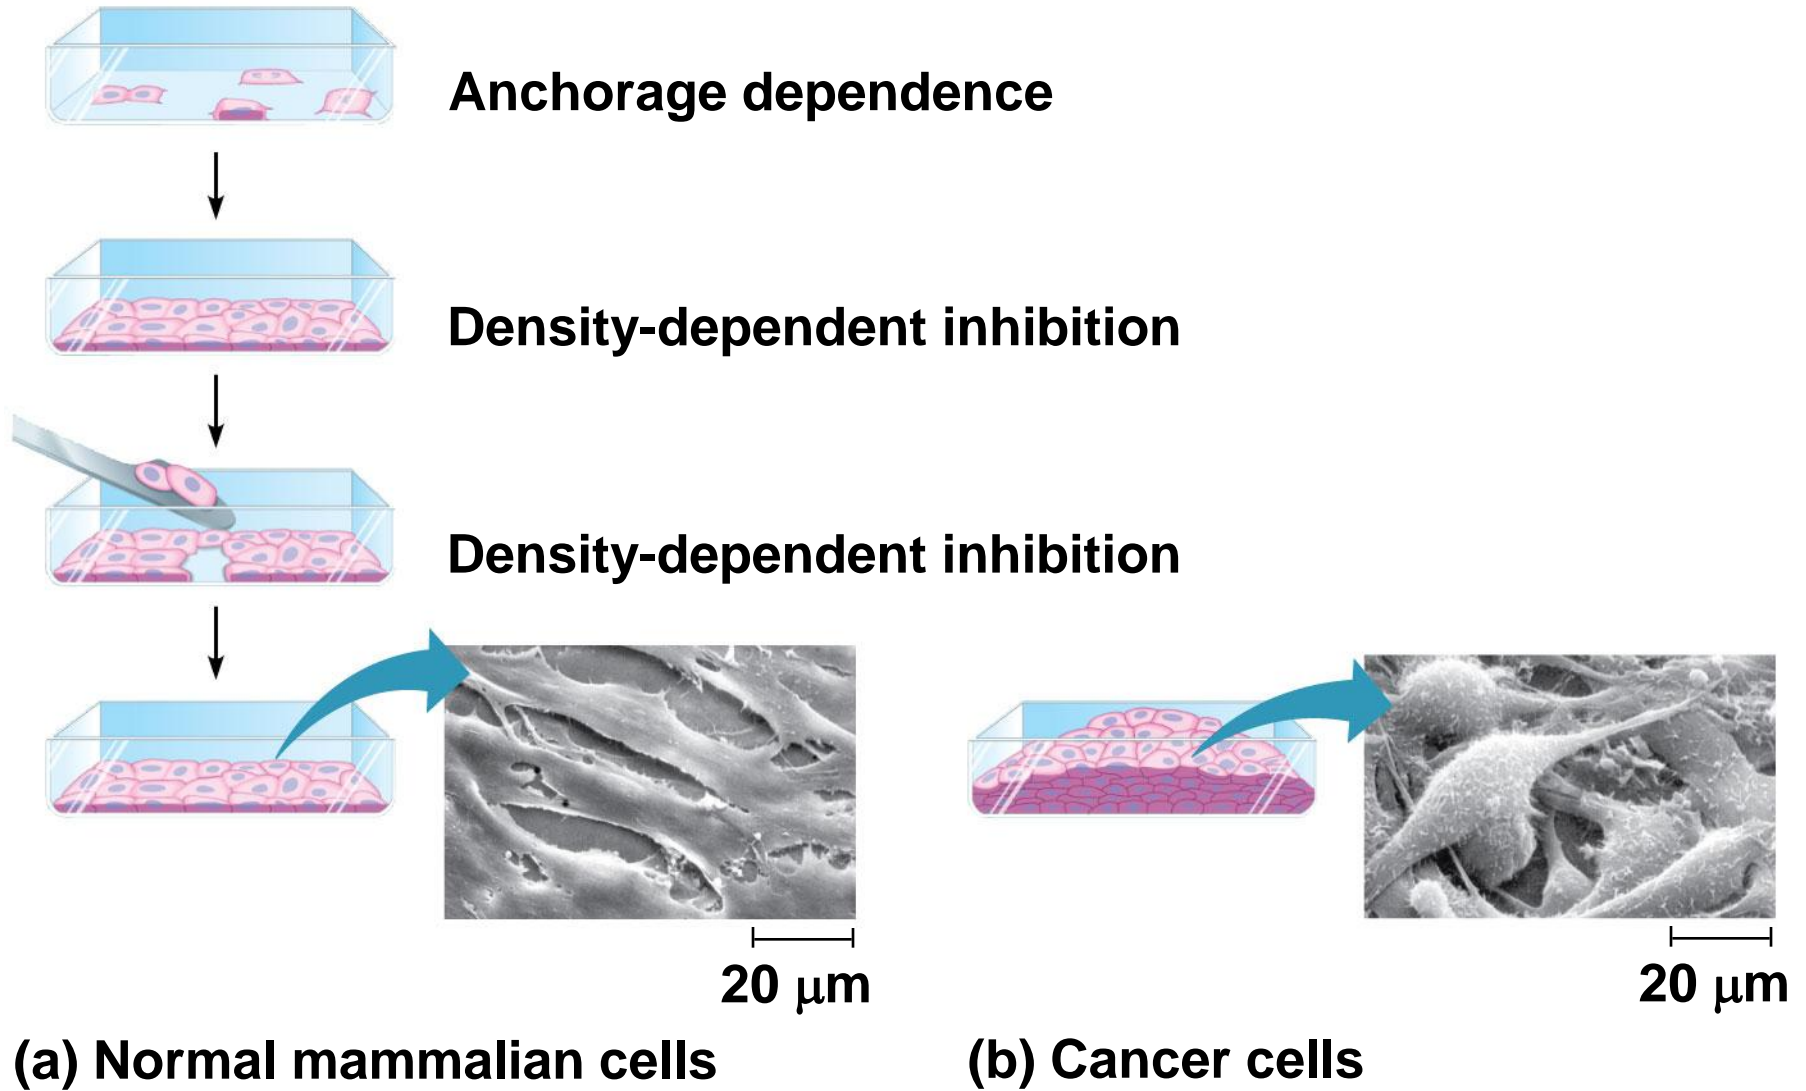 Anchorage dependence
Density-dependent inhibition
Density-dependent inhibition
20 μm
20 μm
(a) Normal mammalian cells
(b) Cancer cells